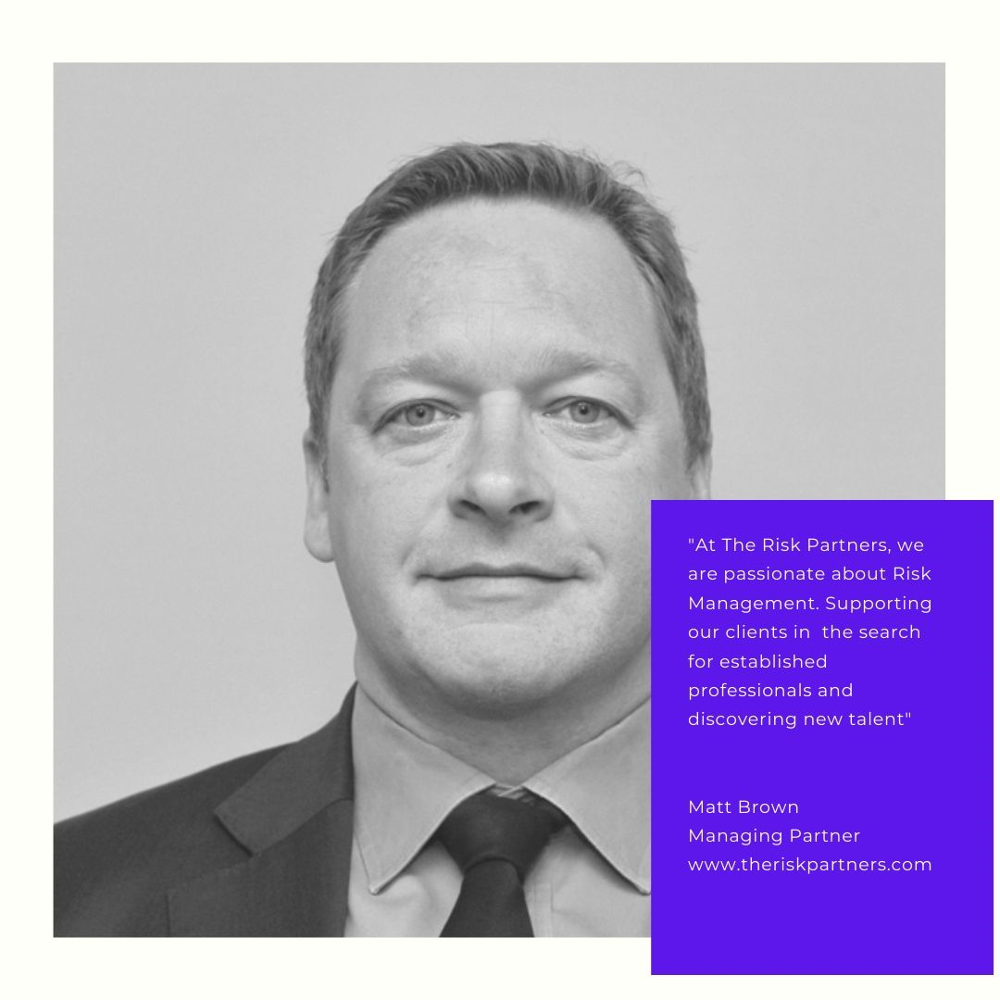 "At The Risk Partners, we
are passionate about Risk
Management. Supporting
our clients in  the search
for established
professionals and
discovering new talent"
Matt Brown
Managing Partner
www.theriskpartners.com